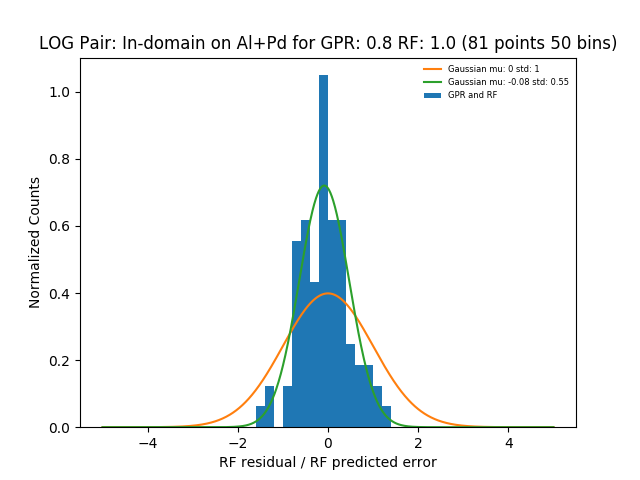 LOG Pair: In-domain on Al+Pd for GPR: 0.8 RF: 1.0 (81 points 50 bins)
Gaussian mu: 0 std: 1
Gaussian mu: -0.08 std: 0.55
GPR and RF
Normalized Counts
1.0
0.8
0.6
0.4
0.2
0.0
−4
−2
0
2
4
RF residual / RF predicted error